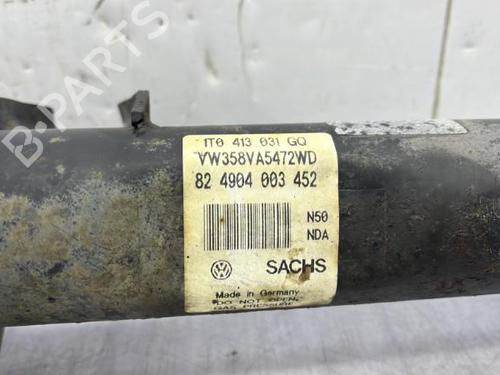 B-PARTS
1T0 413 031 GQ
VW358VA5472WD
82 4904 003 452
N50
NDA
SACHS
Made in Germany
DO NOT OPEN,
GAS PRESSURE